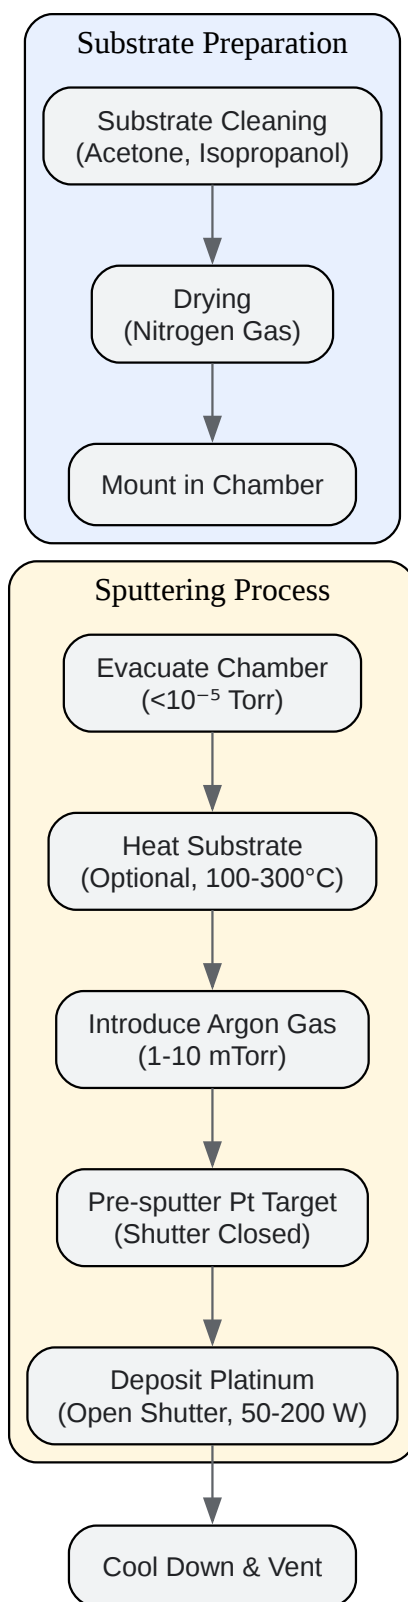 Substrate Preparation
Substrate Cleaning
(Acetone, Isopropanol)
Drying
(Nitrogen Gas)
Mount in Chamber
Sputtering Process
Evacuate Chamber
(<10⁻⁵ Torr)
Heat Substrate
(Optional, 100-300°C)
Introduce Argon Gas
(1-10 mTorr)
Pre-sputter Pt Target
(Shutter Closed)
Deposit Platinum
(Open Shutter, 50-200 W)
Cool Down & Vent